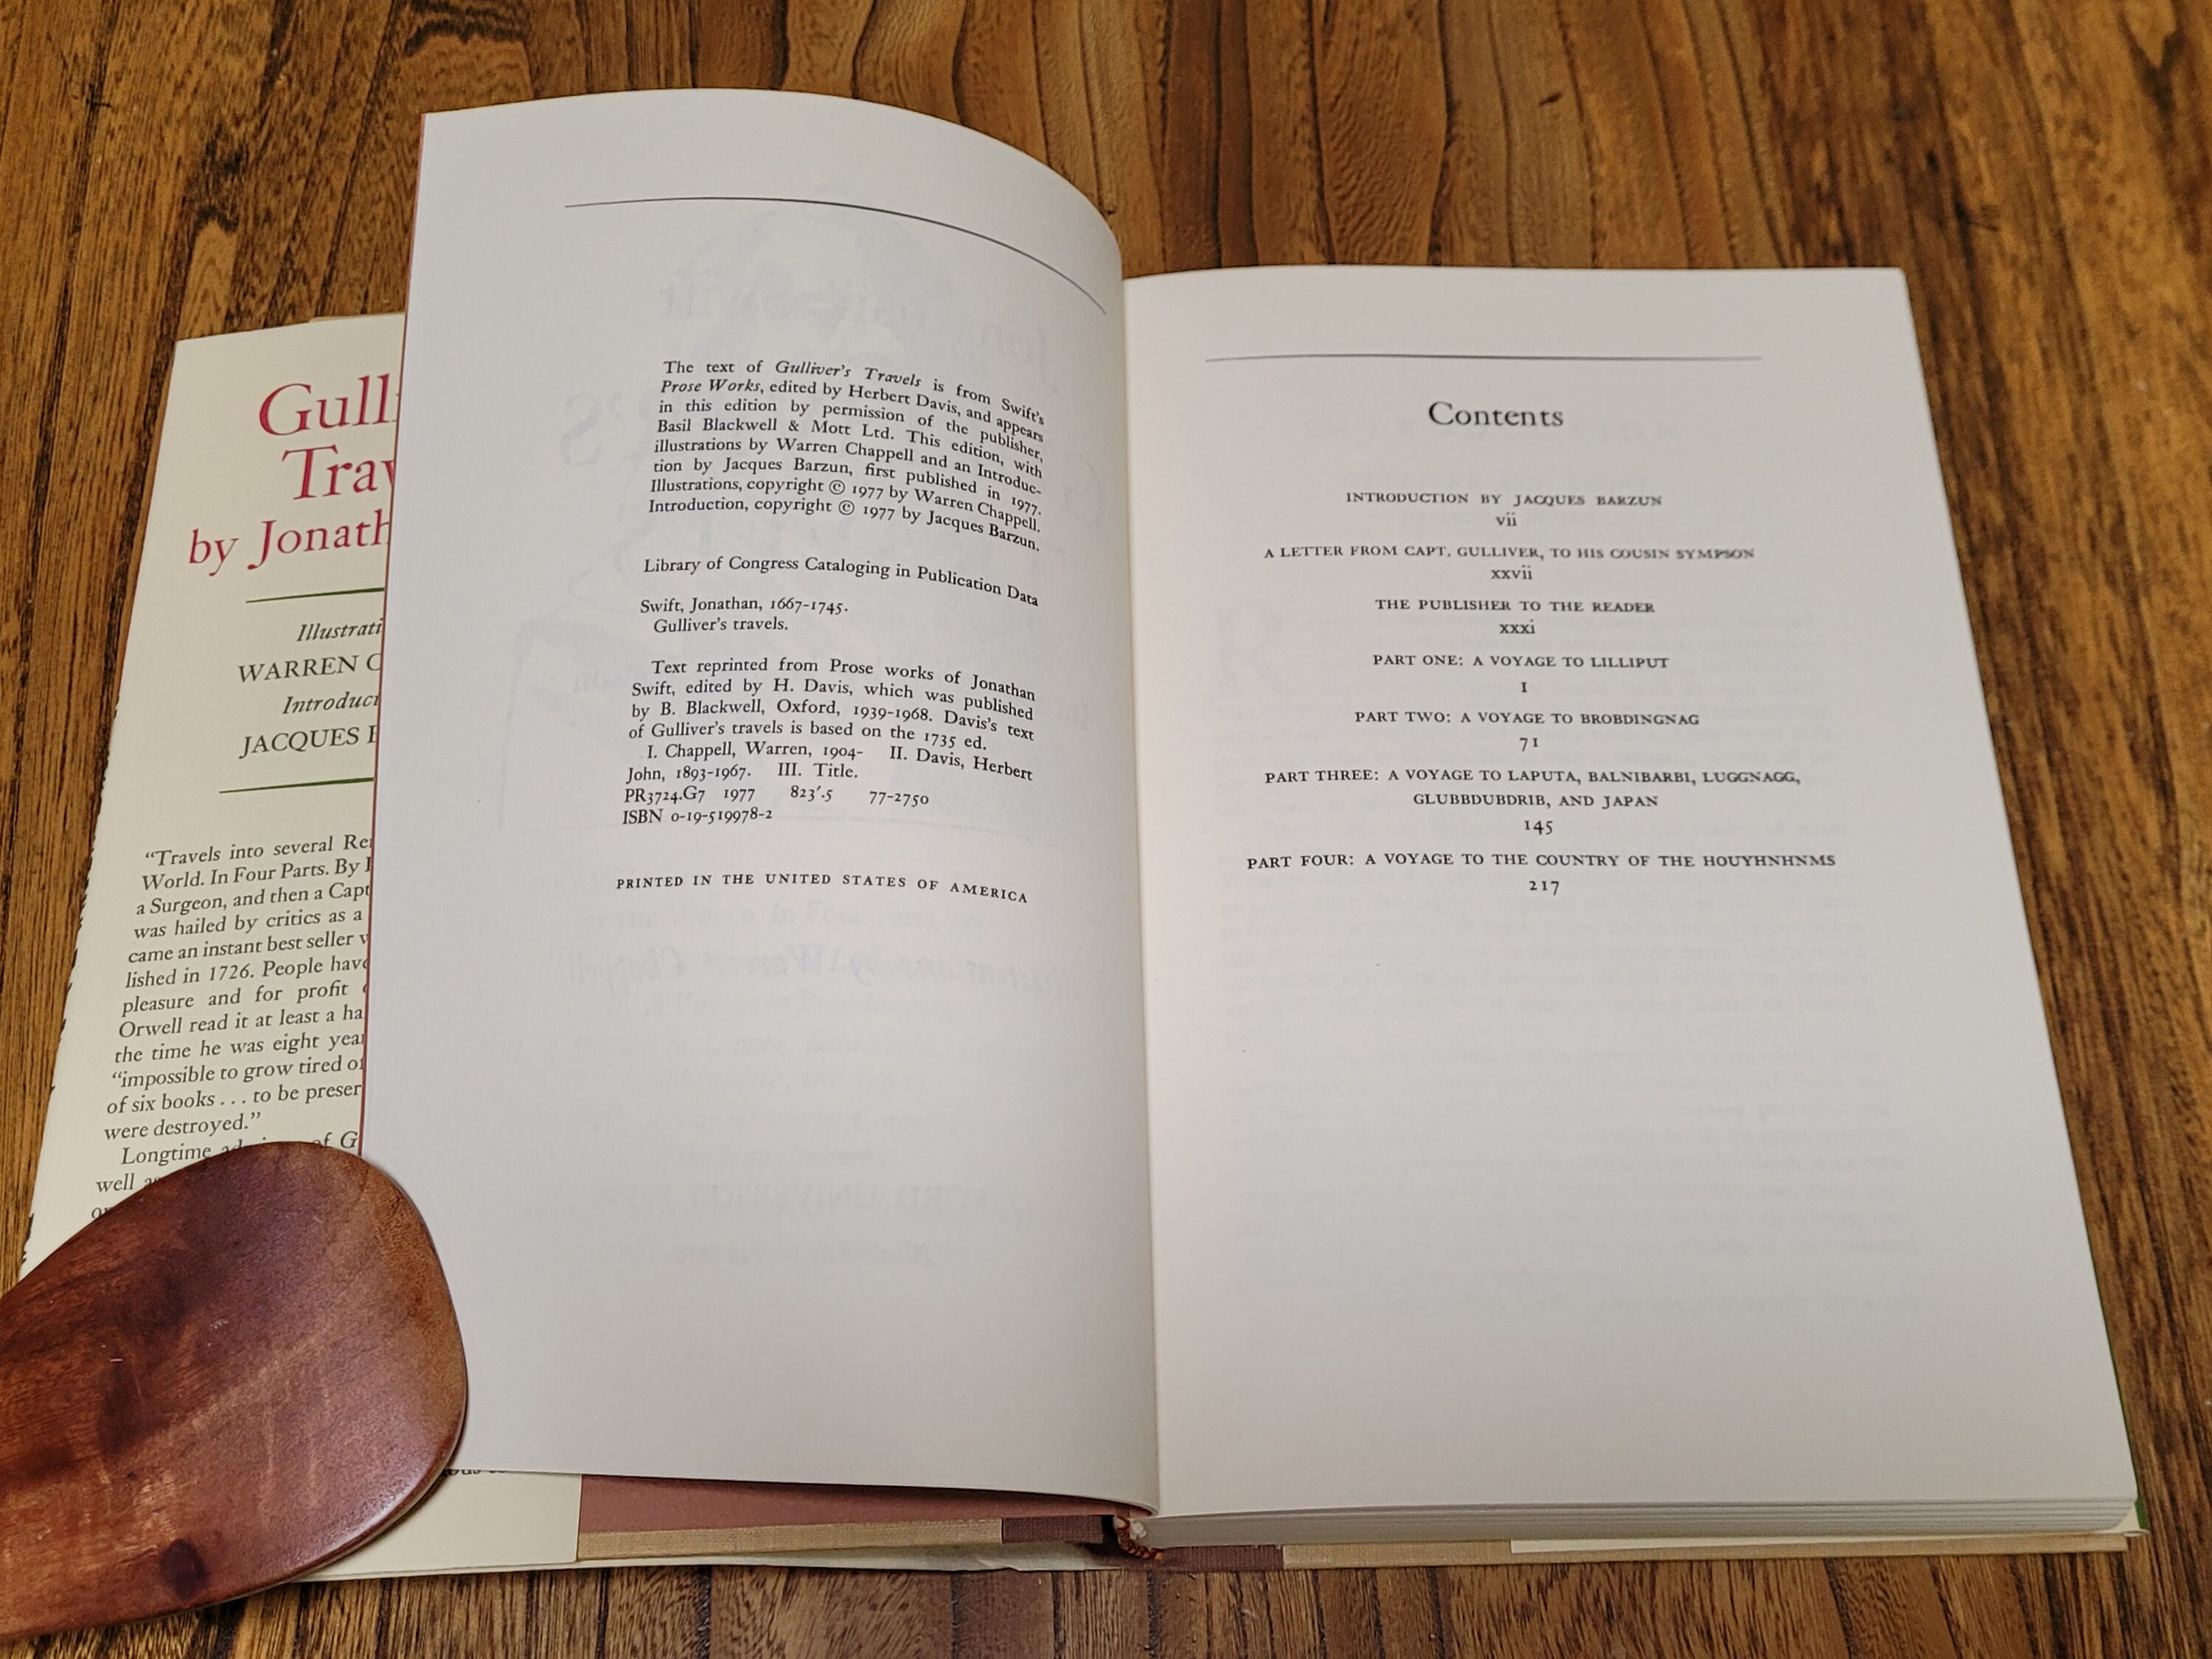 Gulli
Trav
by Jonath
Illustrati
WARREN C
Introduci
JACQUES
“Travels into several Re
World. In Four Parts. By
a Surgeon, and then a Capt
was hailed by critics as a
came an instant best seller
lished in 1726. People have
pleasure and for profit
Orwell read it at least a ha
the time he was eight year
“impossible to grow tired of
of six books . . . to be preser
were destroyed.”
Longtime of G
well
The text of Gulliver's Travels is from Swift's
Prose Works, edited by Herbert Davis, and appears
in this edition by permission of the publisher,
Basil Blackwell & Mott Ltd. This edition, with
illustrations by Warren Chappell and an Introduc-
tion by Jacques Barzun, first published in 1977.
Illustrations, copyright © 1977 by Warren Chappell.
Introduction, copyright © 1977 by Jacques Barzun.
Library of Congress Cataloging in Publication Data
Swift, Jonathan, 1667-1745.
Gulliver's travels.
Text reprinted from Prose works of Jonathan
Swift, edited by H. Davis, which was published
by B. Blackwell, Oxford, 1939-1968. Davis's text
of Gulliver's travels is based on the 1735 ed.
I. Chappell, Warren, 1904- II. Davis, Herbert
John, 1893-1967. III. Title.
PR3724.G7 1977 823'.5 77-2750
ISBN 0-19-519978-2
PRINTED IN THE UNITED STATES OF AMERICA
Contents
INTRODUCTION BY JACQUES BARZUN
vii
A LETTER FROM CAPT. GULLIVER, TO HIS COUSIN SYMPSON
xxvii
THE PUBLISHER TO THE READER
xxxi
PART ONE: A VOYAGE TO LILLIPUT
1
PART TWO: A VOYAGE TO BROBDINGNAG
71
PART THREE: A VOYAGE TO LAPUTA, BALNIBARBI, LUGGNAGG,
GLUBBDUBDRIB, AND JAPAN
145
PART FOUR: A VOYAGE TO THE COUNTRY OF THE HOUYHNHNMS
217